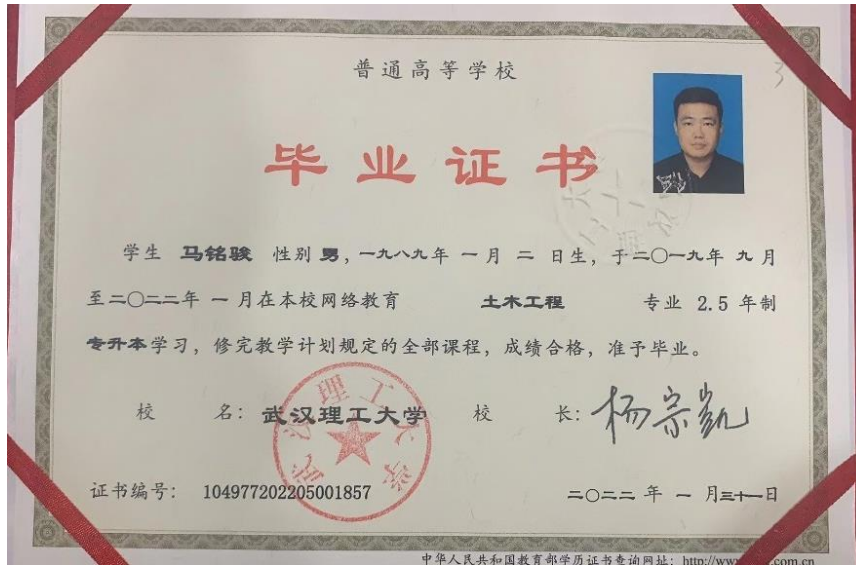 普通高等学校
毕业证书
学生 马铭骏 性别 男，一九八九年 一 月 二 日生，于二〇一九年 九 月
至二〇二二年 一 月在本校网络教育 土木工程 专业 2.5 年制
专升本学习，修完教学计划规定的全部课程，成绩合格，准予毕业。
校 名：武汉理工大学 校 长：杨宗凯
武汉理工大学
证书编号：104977202205001857 二〇二二 年 一 月三十一日
中华人民共和国教育部学历证书查询网址：http://www. .com.cn